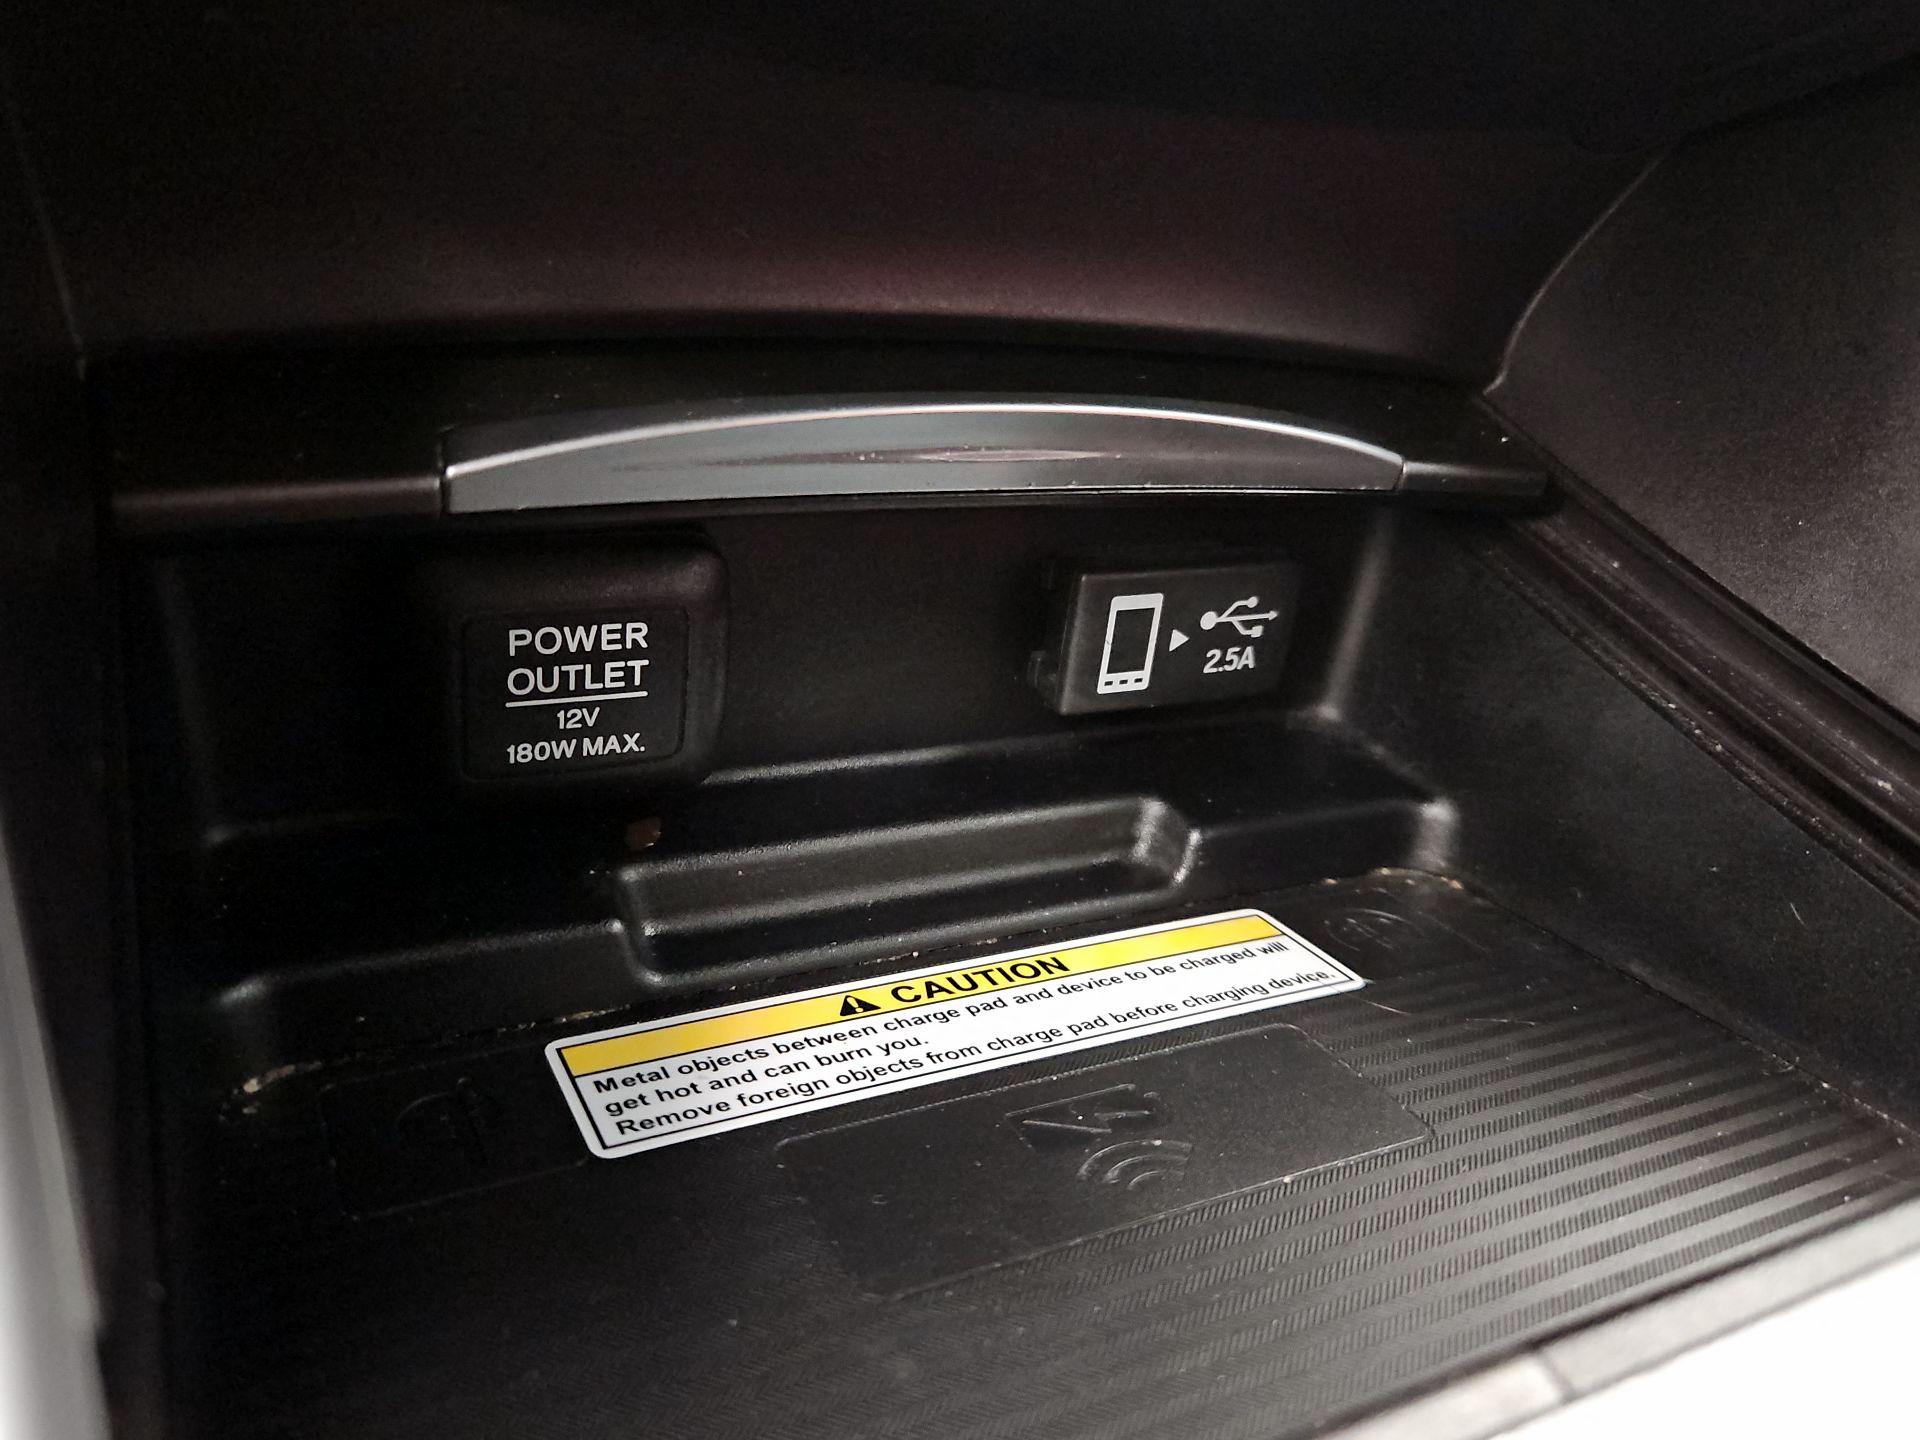 POWER
OUTLET
12V
180W MAX.
2.5A
CAUTION
Metal objects between charge pad and device to be charged will
get hot and can burn you.
Remove foreign objects from charge pad before charging device.